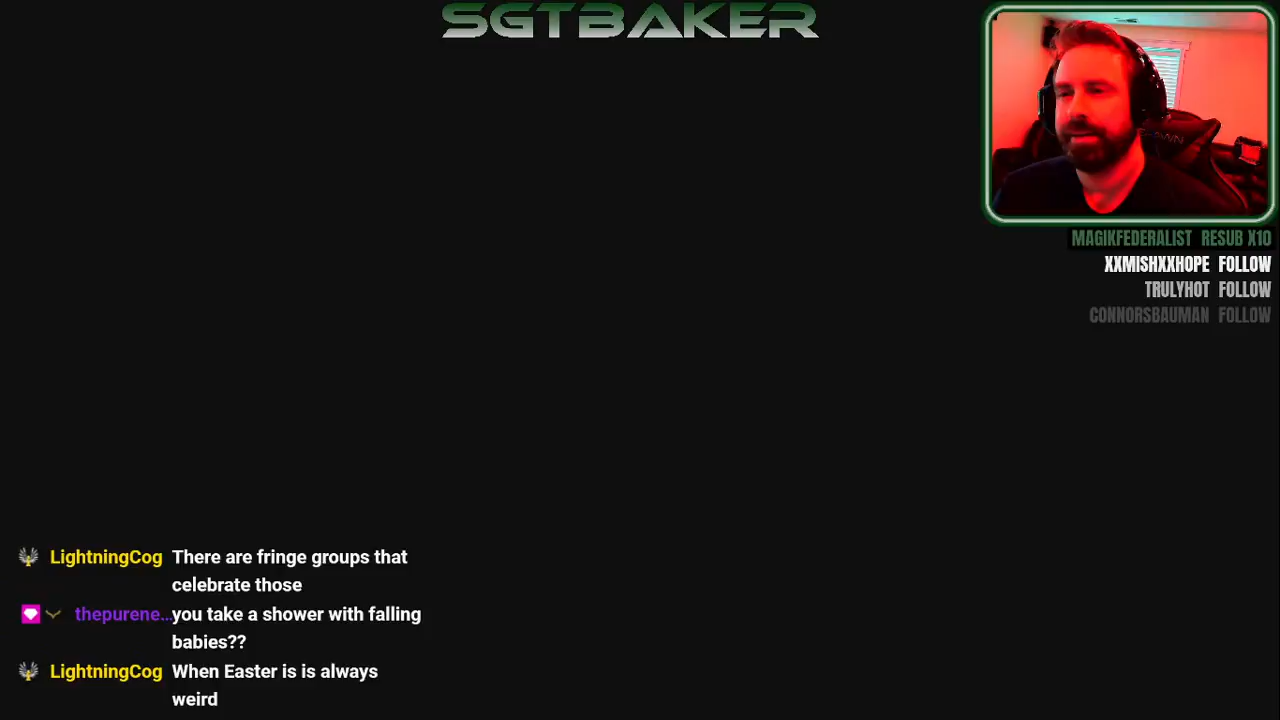 SGTBAKER
MAGIKFEDERALIST RESUB X10
XXMISHXXHOPE FOLLOW
TRULYHOT FOLLOW
CONNORSBAUMAN FOLLOW
LightningCog There are fringe groups that
celebrate those
thepurene… you take a shower with falling
babies??
LightningCog When Easter is is always
weird